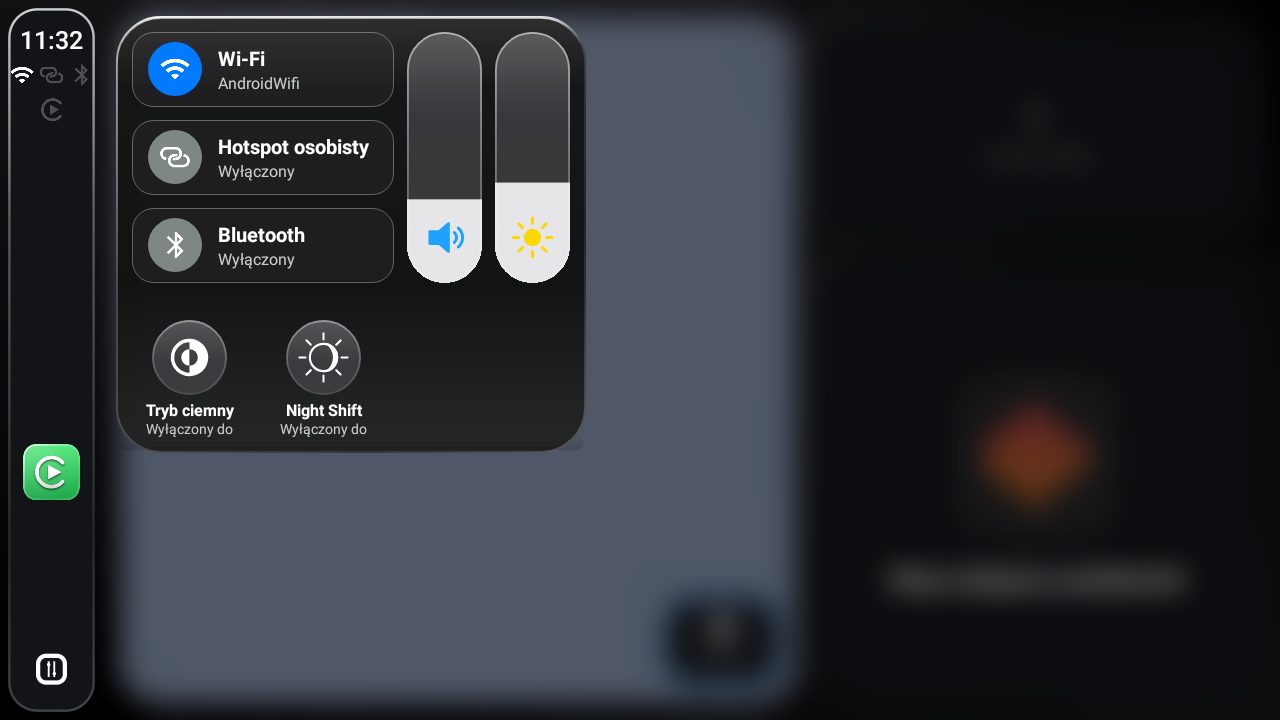 11:32
Wi-Fi
AndroidWifi
Hotspot osobisty
Wyłączony
Bluetooth
Wyłączony
Tryb ciemny
Wyłączony do
Night Shift
Wyłączony do